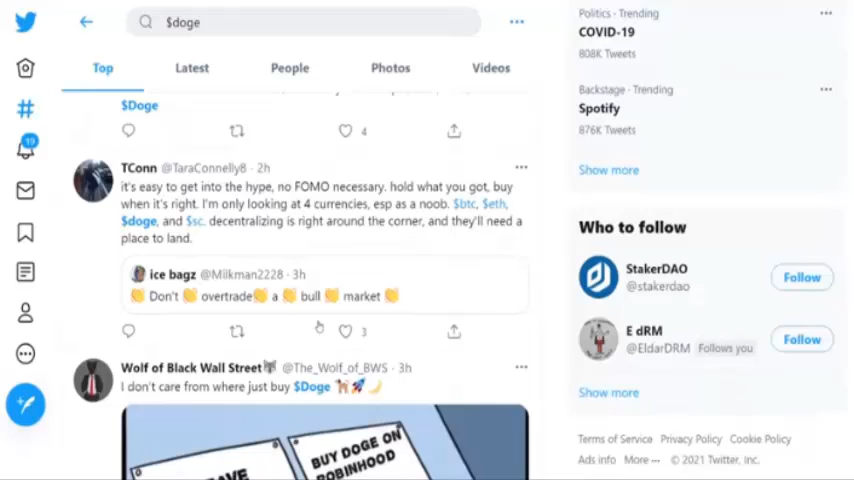 $doge
Top
Latest
People
Photos
Videos
$Doge
4
TConn @TaraConnelly8 · 2h
it's easy to get into the hype, no FOMO necessary. hold what you got, buy
when it's right. I'm only looking at 4 currencies, esp as a noob. $btc, $eth,
$doge, and $sc. decentralizing is right around the corner, and they'll need a
place to land.
ice bagz @Milkman2228 · 3h
👏 Don't 👏 overtrade👏 a 👏 bull 👏 market 👏
3
Wolf of Black Wall Street🐺 @The_Wolf_of_BWS · 3h
I don't care from where just buy $Doge 🐕🚀🌙
BUY DOGE ON
ROBINHOOD
19
Politics · Trending
COVID-19
808K Tweets
Backstage · Trending
Spotify
876K Tweets
Show more
Who to follow
StakerDAO
@stakerdao
Follow
E dRM
@EldarDRM Follows you
Follow
Show more
Terms of Service Privacy Policy Cookie Policy
Ads info More ··· © 2021 Twitter, Inc.